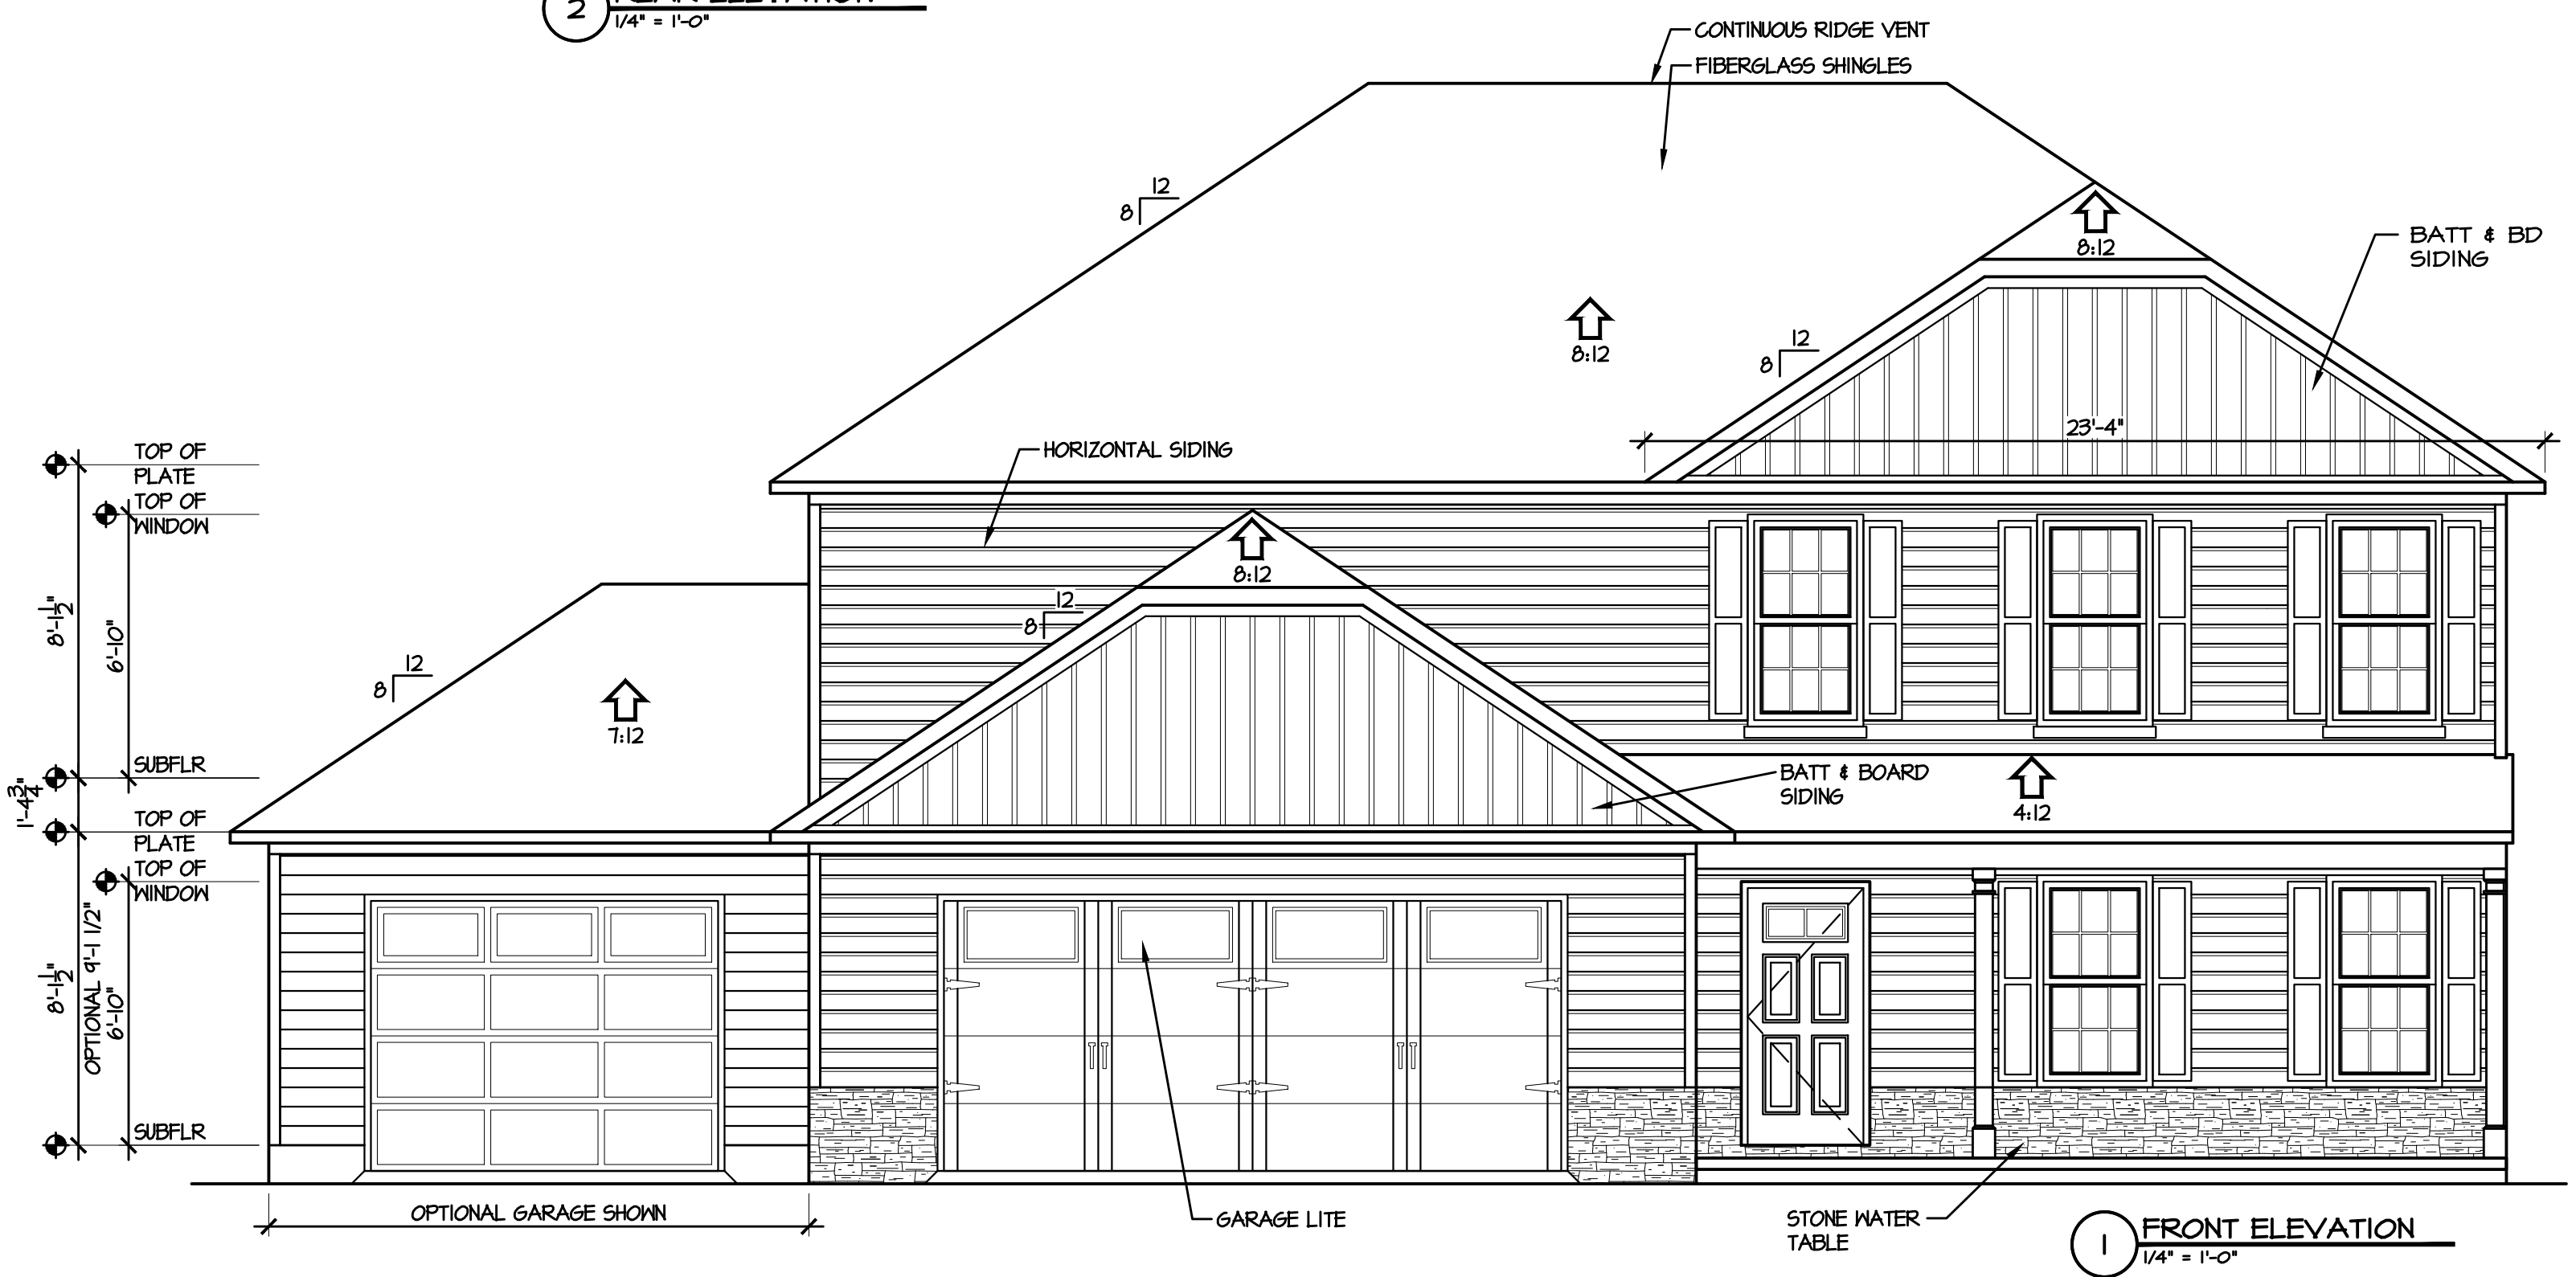 2 REAR ELEVATION
1/4" = 1'-0"
CONTINUOUS RIDGE VENT
FIBERGLASS SHINGLES
12
8
8:12
BATT & BD
SIDING
8:12
12
8
23'-4"
HORIZONTAL SIDING
TOP OF
PLATE
TOP OF
WINDOW
8:12
12
8
8'-1 1/2"
6'-10"
12
8
7:12
SUBFLR
1'-4 3/4"
BATT & BOARD
SIDING
4:12
TOP OF
PLATE
TOP OF
WINDOW
8'-1 1/2"
OPTIONAL 9'-1 1/2"
6'-10"
SUBFLR
OPTIONAL GARAGE SHOWN
GARAGE LITE
STONE WATER
TABLE
1 FRONT ELEVATION
1/4" = 1'-0"